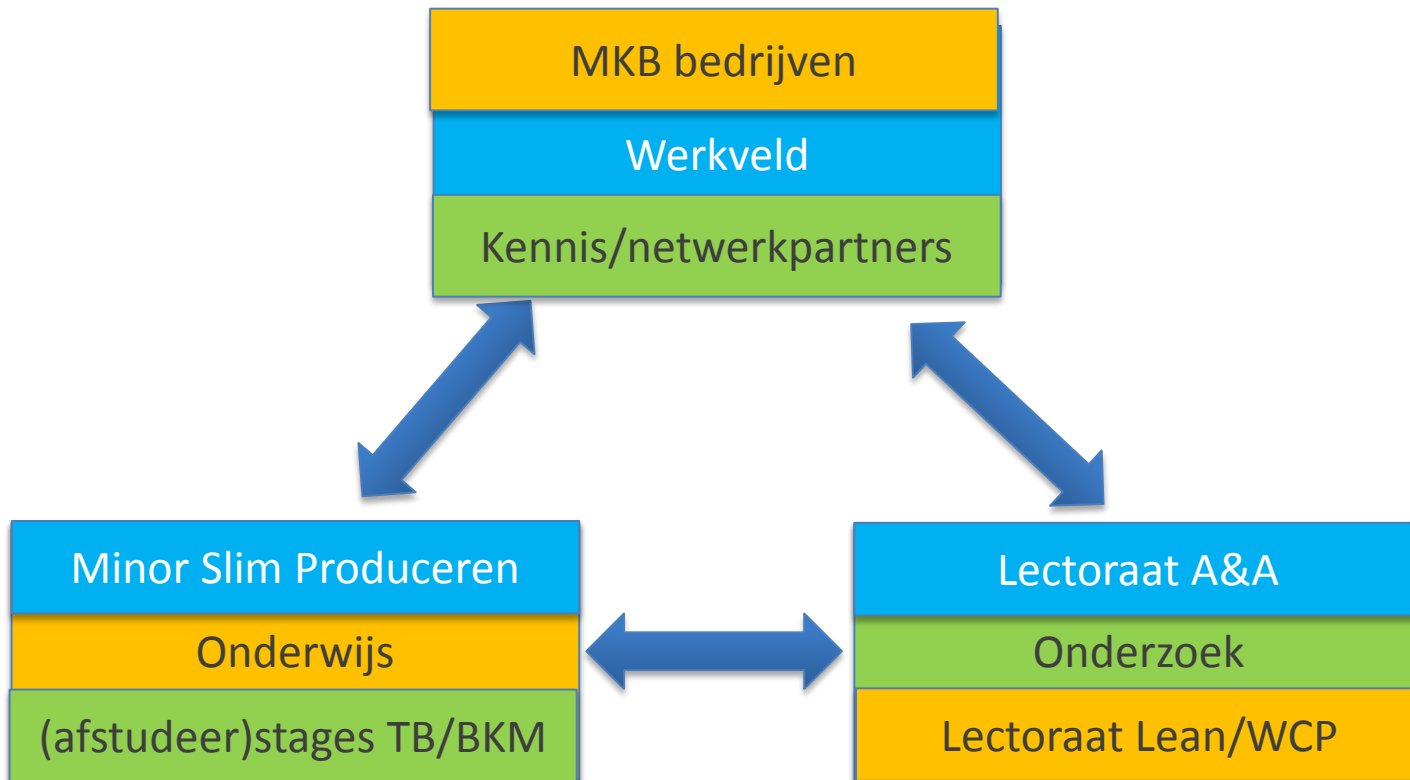 MKB bedrijven
Werkveld
Kennis/netwerkpartners
Minor Slim Produceren
Onderwijs
(afstudeer)stages TB/BKM
Lectoraat A&A
Onderzoek
Lectoraat Lean/WCP